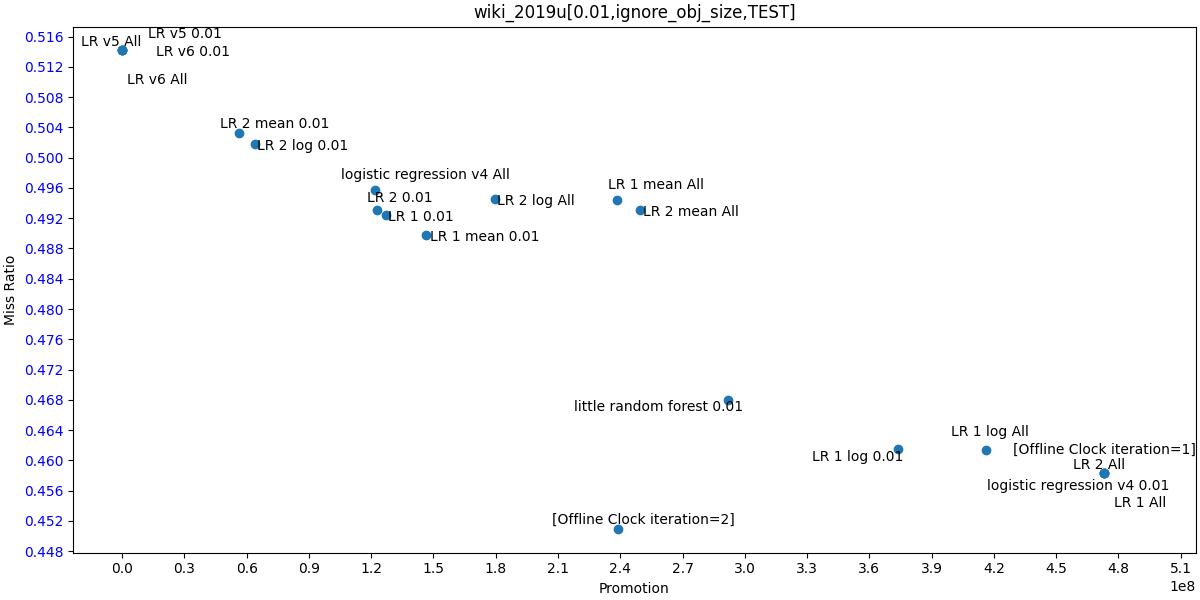 wiki_2019u[0.01,ignore_obj_size,TEST]
Miss Ratio
0.516
0.512
0.508
0.504
0.500
0.496
0.492
0.488
0.484
0.480
0.476
0.472
0.468
0.464
0.460
0.456
0.452
0.448
LR v5 0.01
LR v5 All
LR v6 0.01
LR v6 All
LR 2 mean 0.01
LR 2 log 0.01
logistic regression v4 All
LR 1 mean All
LR 2 0.01
LR 2 log All
LR 2 mean All
LR 1 0.01
LR 1 mean 0.01
little random forest 0.01
LR 1 log All
[Offline Clock iteration=1]
LR 1 log 0.01
LR 2 All
logistic regression v4 0.01
LR 1 All
[Offline Clock iteration=2]
0.0 0.3 0.6 0.9 1.2 1.5 1.8 2.1 2.4 2.7 3.0 3.3 3.6 3.9 4.2 4.5 4.8 5.1
1e8
Promotion